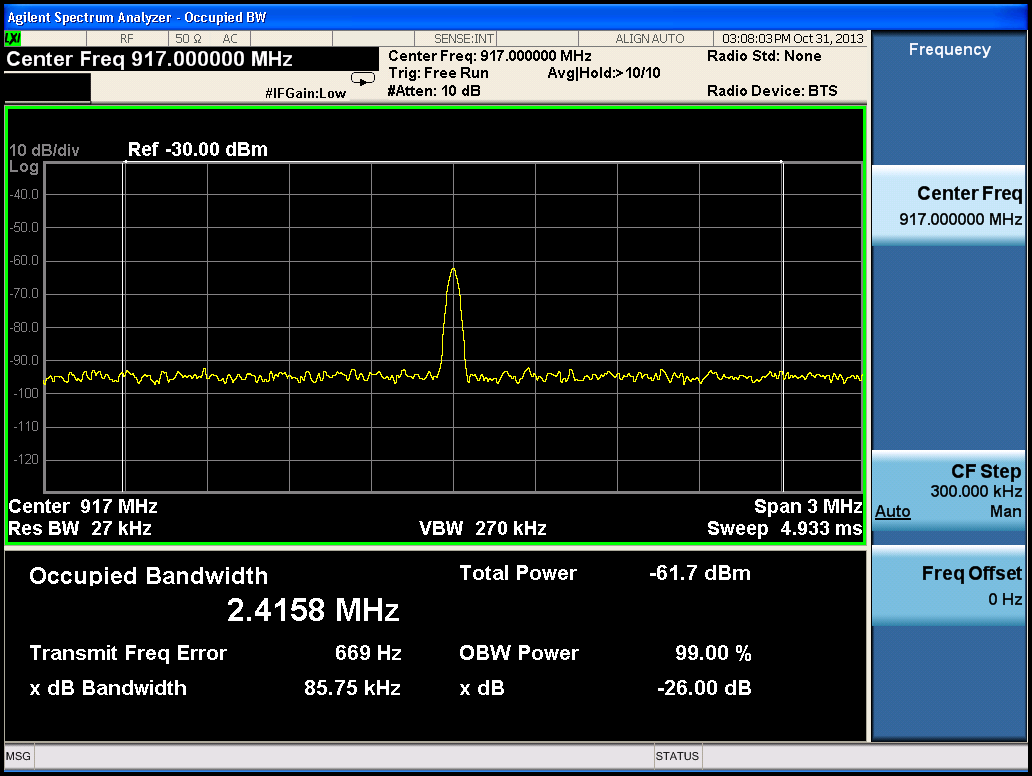 Agilent Spectrum Analyzer - Occupied BW
LXI RF 50 Ω AC SENSE:INT ALIGN AUTO 03:08:03 PM Oct 31, 2013
Center Freq 917.000000 MHz
Center Freq: 917.000000 MHz Radio Std: None
Trig: Free Run Avg|Hold:>10/10
#IFGain:Low #Atten: 10 dB Radio Device: BTS
10 dB/div Ref -30.00 dBm
Log
-40.0
-50.0
-60.0
-70.0
-80.0
-90.0
-100
-110
-120
Center 917 MHz Span 3 MHz
Res BW 27 kHz VBW 270 kHz Sweep 4.933 ms
Occupied Bandwidth Total Power -61.7 dBm
2.4158 MHz
Transmit Freq Error 669 Hz OBW Power 99.00 %
x dB Bandwidth 85.75 kHz x dB -26.00 dB
MSG STATUS
Frequency
Center Freq
917.000000 MHz
CF Step
300.000 kHz
Auto Man
Freq Offset
0 Hz